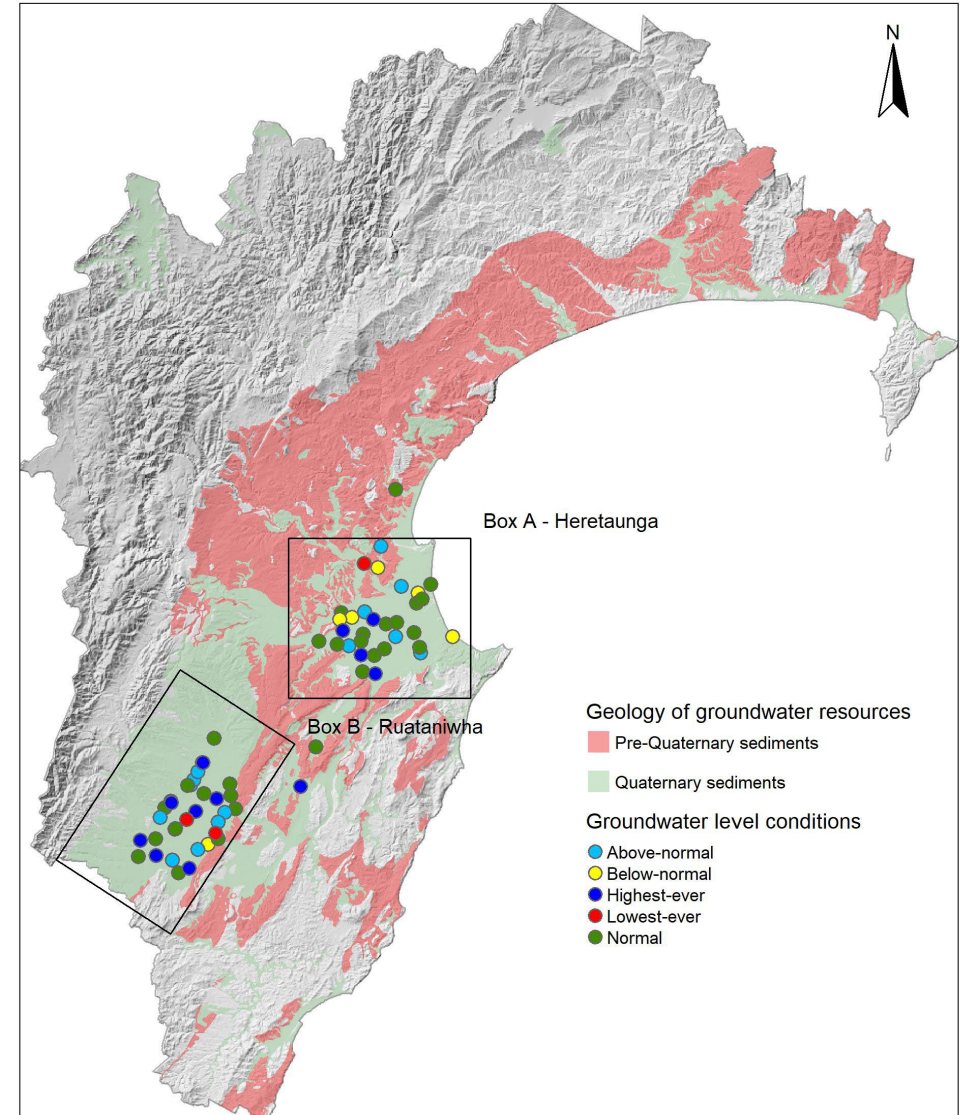 N
Box A - Heretaunga
Box B - Ruataniwha
Geology of groundwater resources
Pre-Quaternary sediments
Quaternary sediments
Groundwater level conditions
Above-normal
Below-normal
Highest-ever
Lowest-ever
Normal